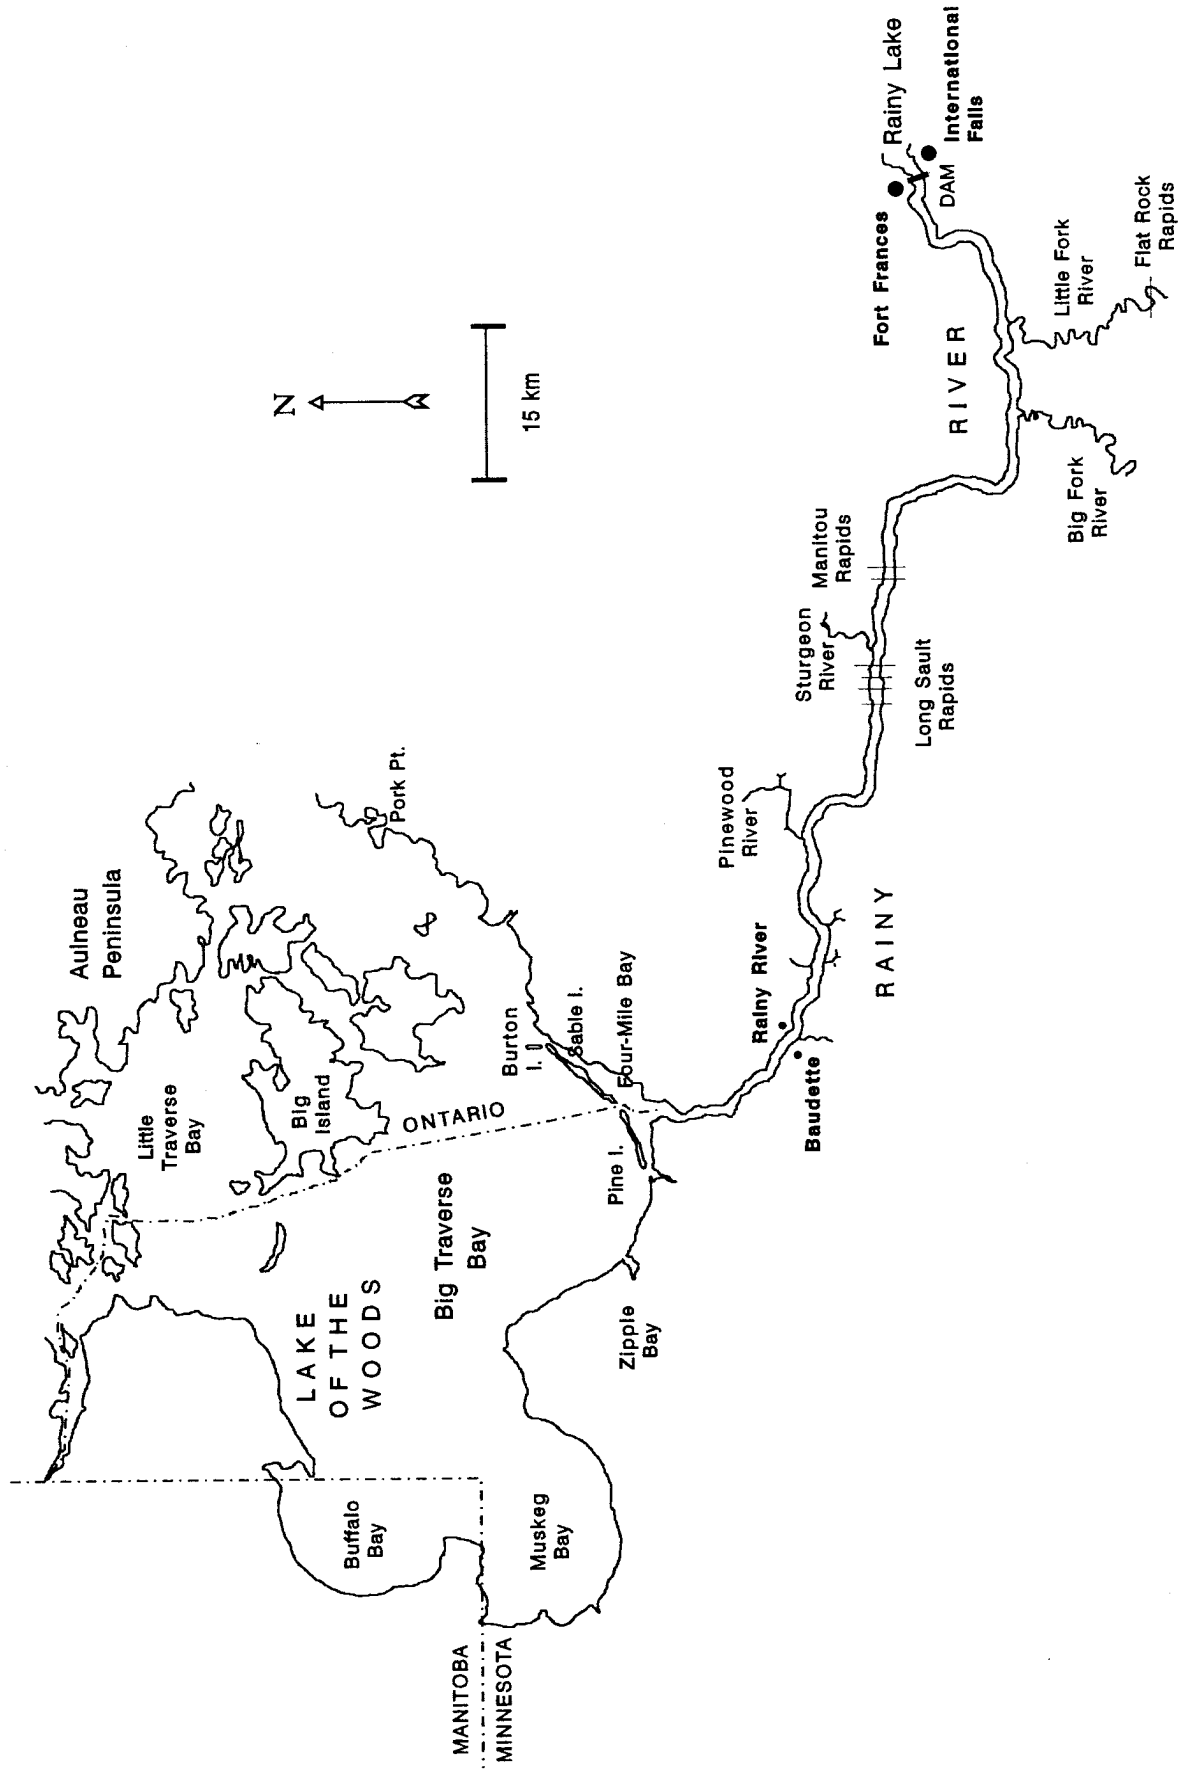 Aulneau
Peninsula
Little
Traverse
Bay
Big
Island
Pork Pt.
N
15 km
LAKE
OF THE
WOODS
Big Traverse
Bay
ONTARIO
Burton
I.
Sable I.
Four-Mile Bay
Pine I.
Buffalo
Bay
Muskeg
Bay
Zipple
Bay
MANITOBA
MINNESOTA
Rainy River
Baudette
Pinewood
River
RAINY
Sturgeon
River
Manitou
Rapids
Long Sault
Rapids
RIVER
Fort Frances
Rainy Lake
DAM
International
Falls
Little Fork
River
Flat Rock
Rapids
Big Fork
River